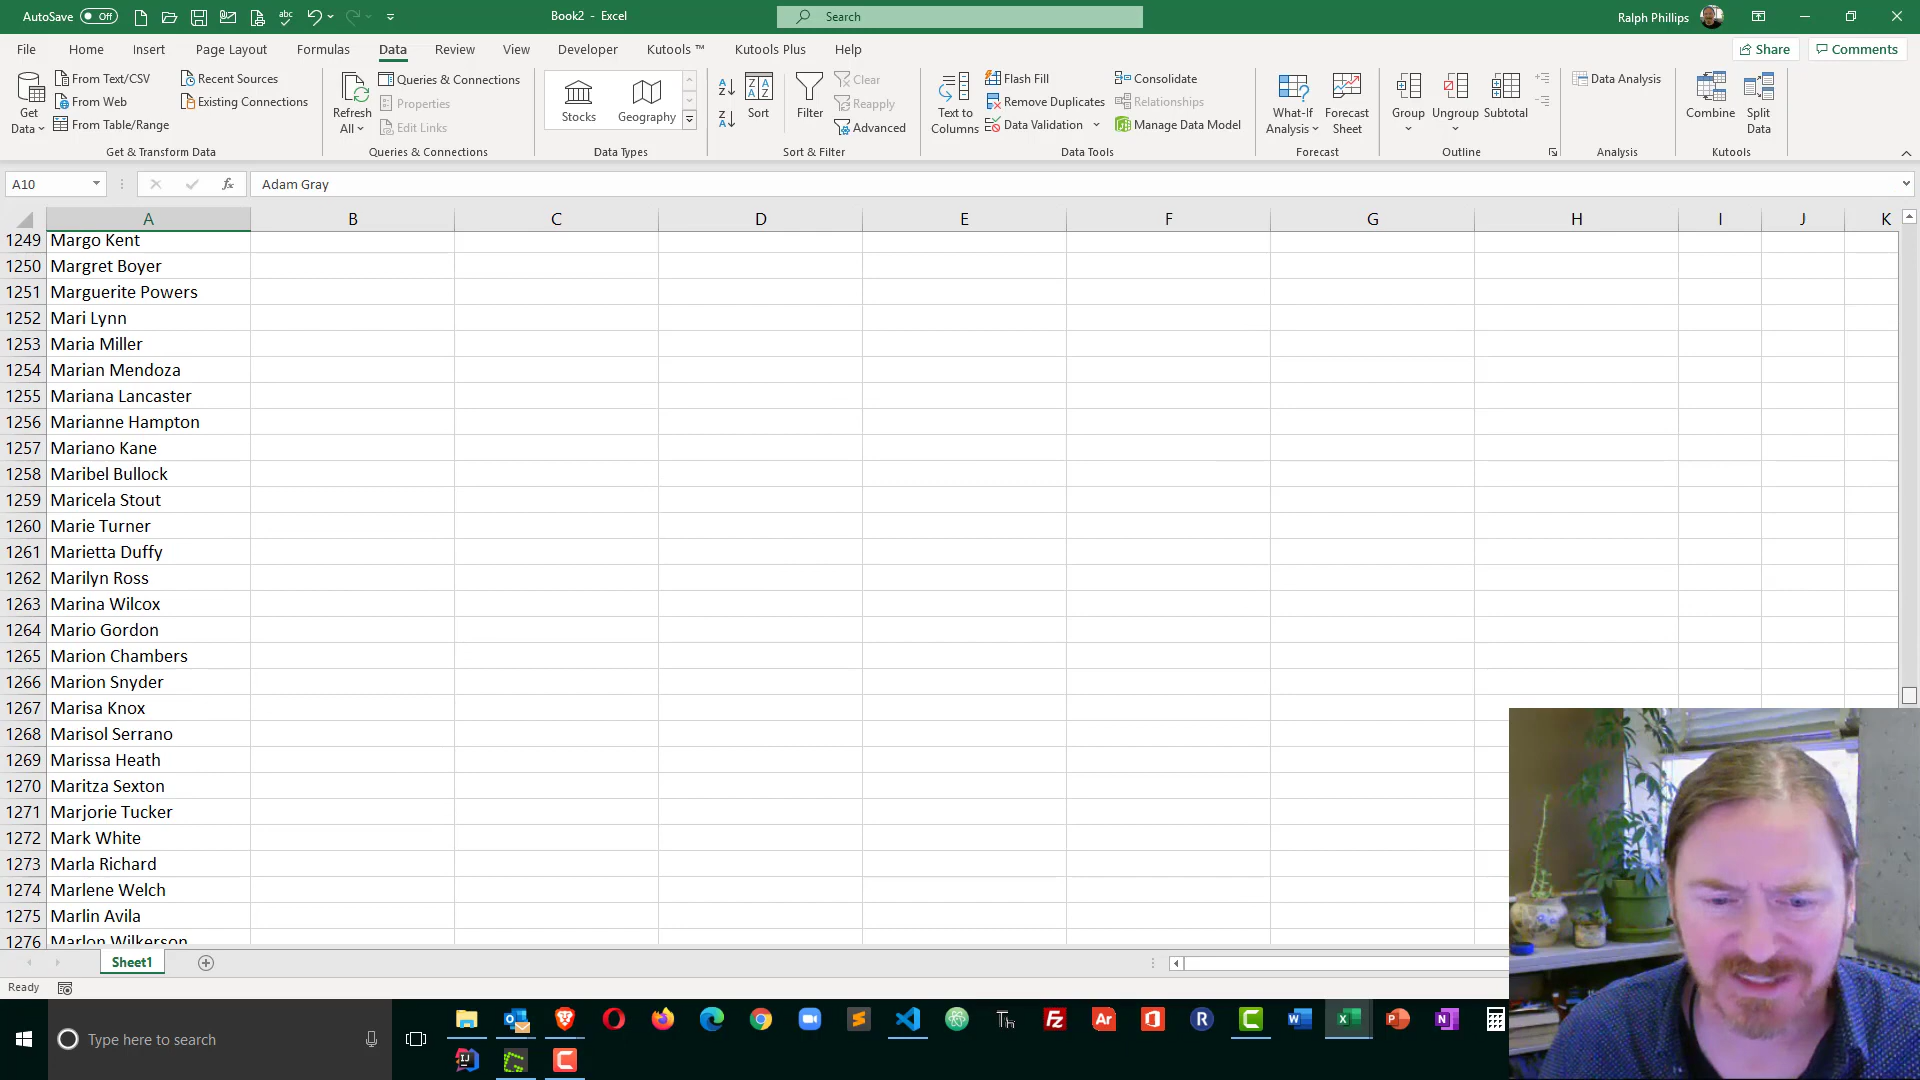 AutoSave Off
abc
Book2 - Excel
Search
Ralph Phillips
File Home Insert Page Layout Formulas Data Review View Developer Kutools ™ Kutools Plus Help
Share
Comments
Get Data
From Text/CSV
From Web
From Table/Range
Recent Sources
Existing Connections
Get & Transform Data
Refresh All
Queries & Connections
Properties
Edit Links
Queries & Connections
Stocks
Geography
Data Types
Sort
Filter
Clear
Reapply
Advanced
Sort & Filter
Text to Columns
Flash Fill
Remove Duplicates
Data Validation
Consolidate
Relationships
Manage Data Model
Data Tools
What-If Analysis
Forecast Sheet
Forecast
Group
Ungroup
Subtotal
Outline
Data Analysis
Analysis
Combine
Split Data
Kutools
A10
fx
Adam Gray
A B C D E F G H I J K
1249 Margo Kent
1250 Margret Boyer
1251 Marguerite Powers
1252 Mari Lynn
1253 Maria Miller
1254 Marian Mendoza
1255 Mariana Lancaster
1256 Marianne Hampton
1257 Mariano Kane
1258 Maribel Bullock
1259 Maricela Stout
1260 Marie Turner
1261 Marietta Duffy
1262 Marilyn Ross
1263 Marina Wilcox
1264 Mario Gordon
1265 Marion Chambers
1266 Marion Snyder
1267 Marisa Knox
1268 Marisol Serrano
1269 Marissa Heath
1270 Maritza Sexton
1271 Marjorie Tucker
1272 Mark White
1273 Marla Richard
1274 Marlene Welch
1275 Marlin Avila
1276 Marlon Wilkerson
Sheet1
Ready
Type here to search